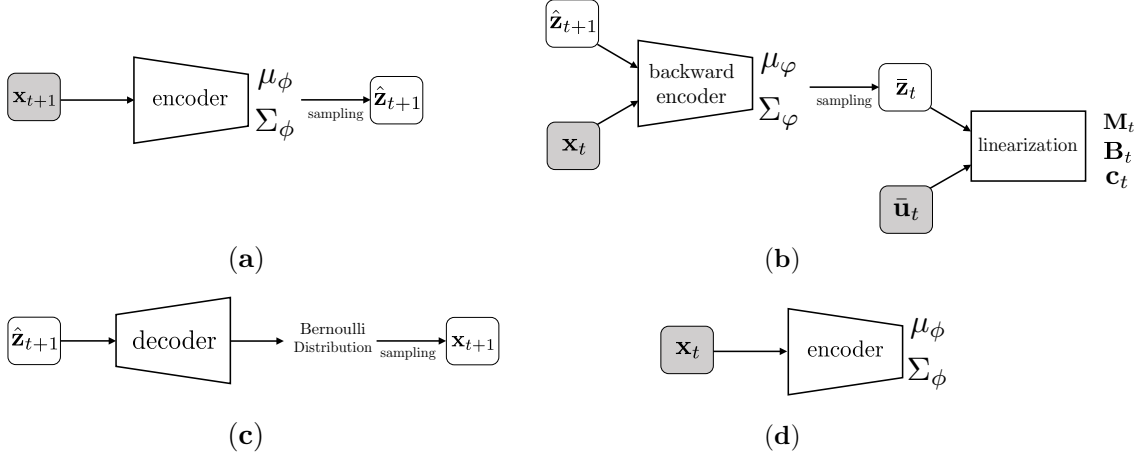 x_{t+1}
encoder
μ_ϕ
Σ_ϕ
sampling
ẑ_{t+1}
(a)
ẑ_{t+1}
x_t
backward
encoder
μ_φ
Σ_φ
sampling
z̄_t
ū_t
linearization
M_t
B_t
c_t
(b)
ẑ_{t+1}
decoder
Bernoulli
Distribution
sampling
x_{t+1}
(c)
x_t
encoder
μ_ϕ
Σ_ϕ
(d)